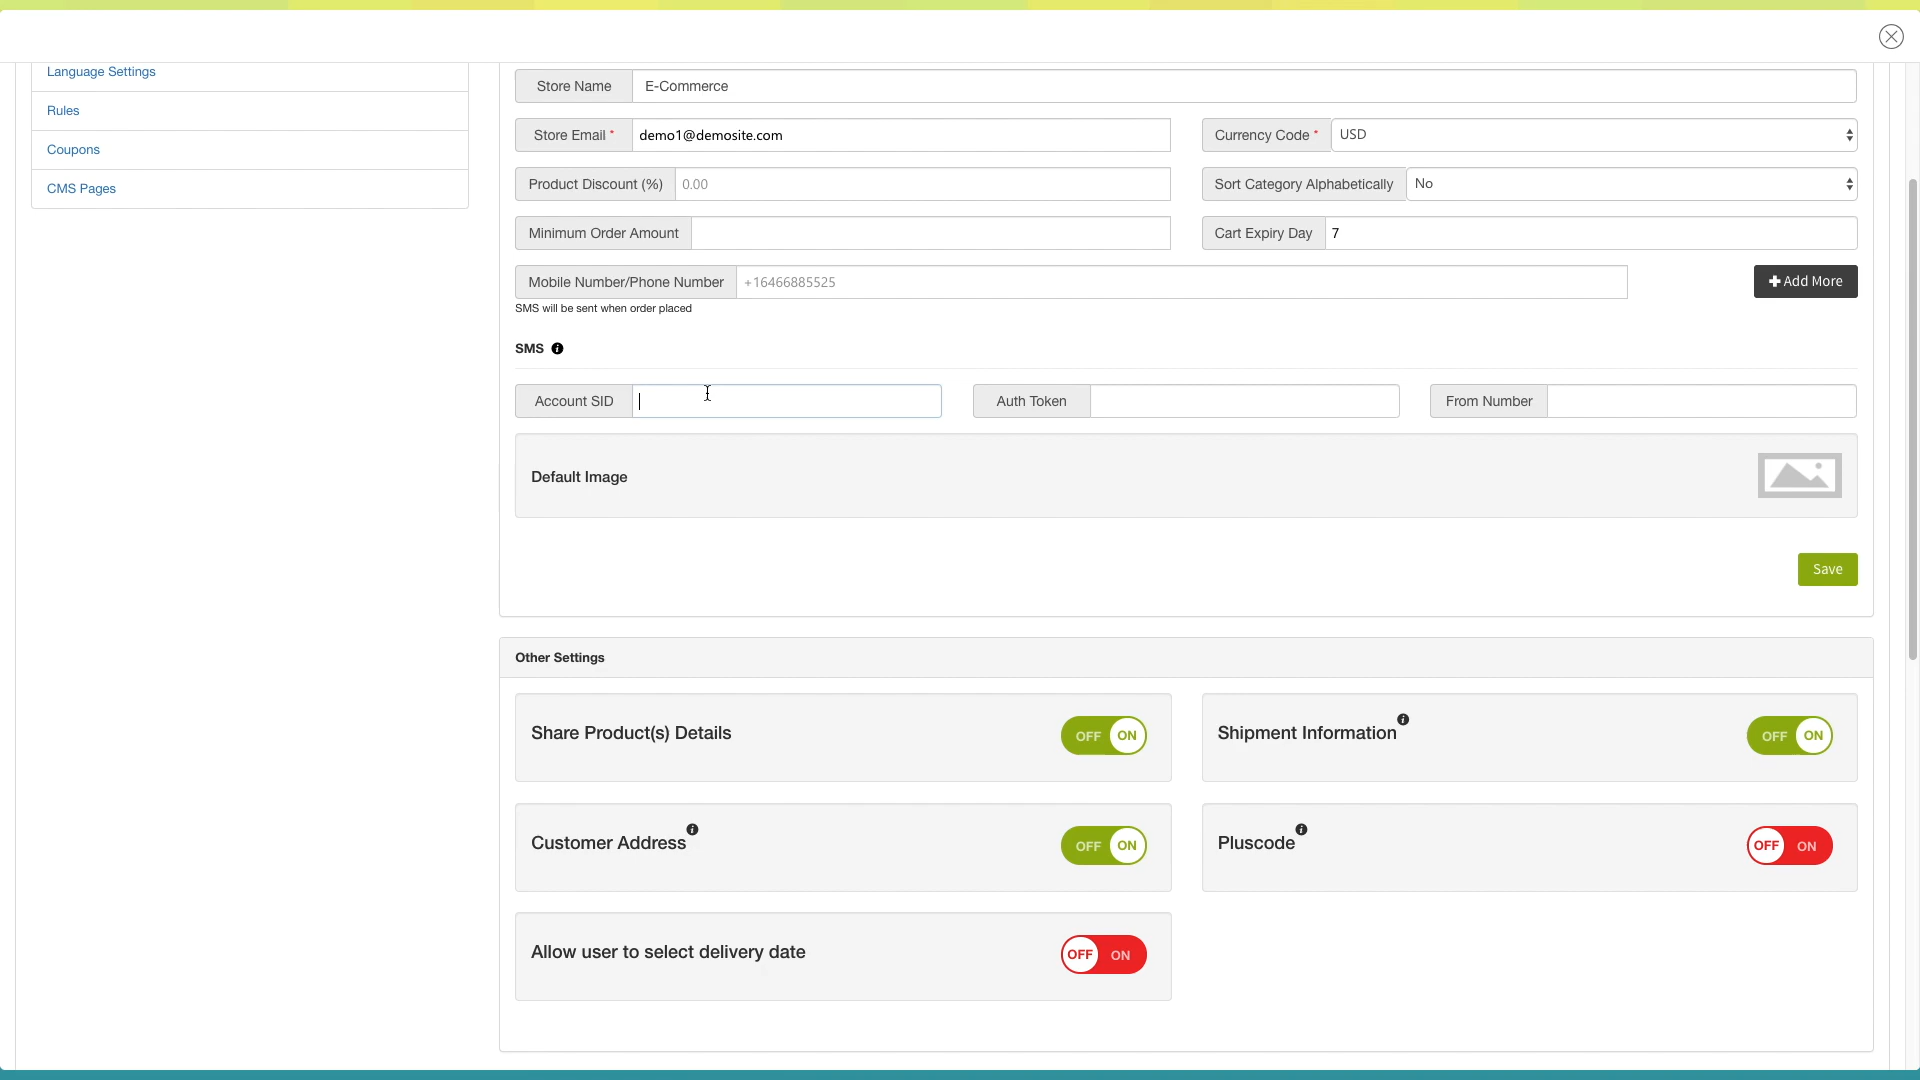 Language Settings
Rules
Coupons
CMS Pages
Store Name E-Commerce
Store Email * demo1@demosite.com Currency Code * USD
Product Discount (%) 0.00 Sort Category Alphabetically No
Minimum Order Amount Cart Expiry Day 7
Mobile Number/Phone Number +16466885525 Add More
SMS will be sent when order placed
SMS
Account SID Auth Token From Number
Default Image
Save
Other Settings
Share Product(s) Details OFF ON Shipment Information OFF ON
Customer Address OFF ON Pluscode OFF ON
Allow user to select delivery date OFF ON